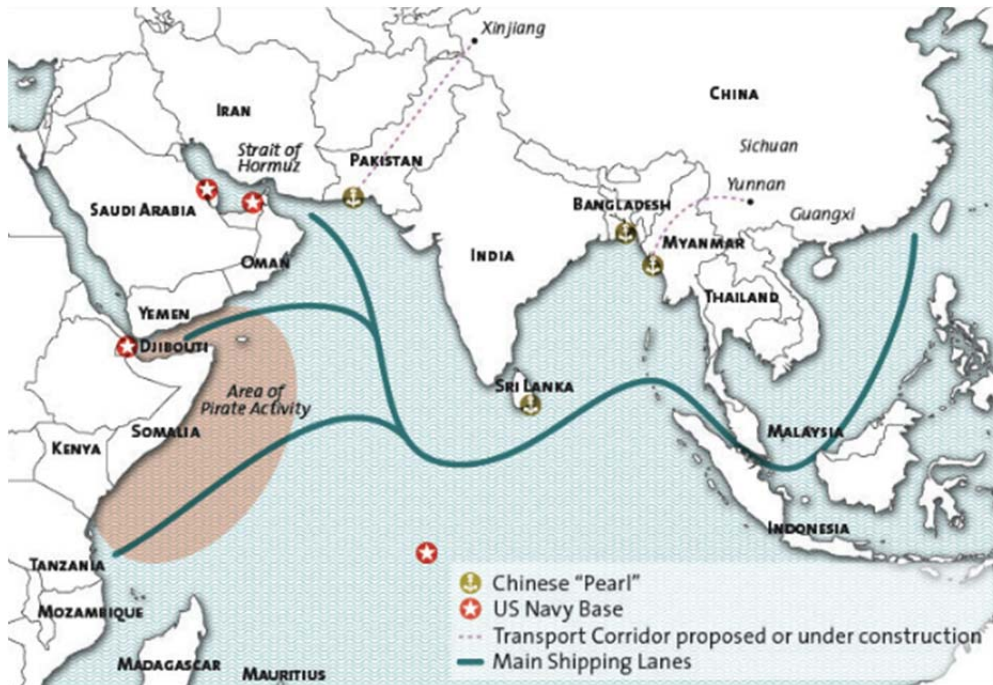 Xinjiang
CHINA
IRAN
Sichuan
Strait of
Hormuz
PAKISTAN
Yunnan
SAUDI ARABIA
BANGLADESH
Guangxi
MYANMAR
INDIA
OMAN
THAILAND
YEMEN
DJIBOUTI
SRI LANKA
Area of
Pirate Activity
SOMALIA
MALAYSIA
KENYA
INDONESIA
TANZANIA
MOZAMBIQUE
MADAGASCAR
MAURITIUS
Chinese “Pearl”
US Navy Base
Transport Corridor proposed or under construction
Main Shipping Lanes